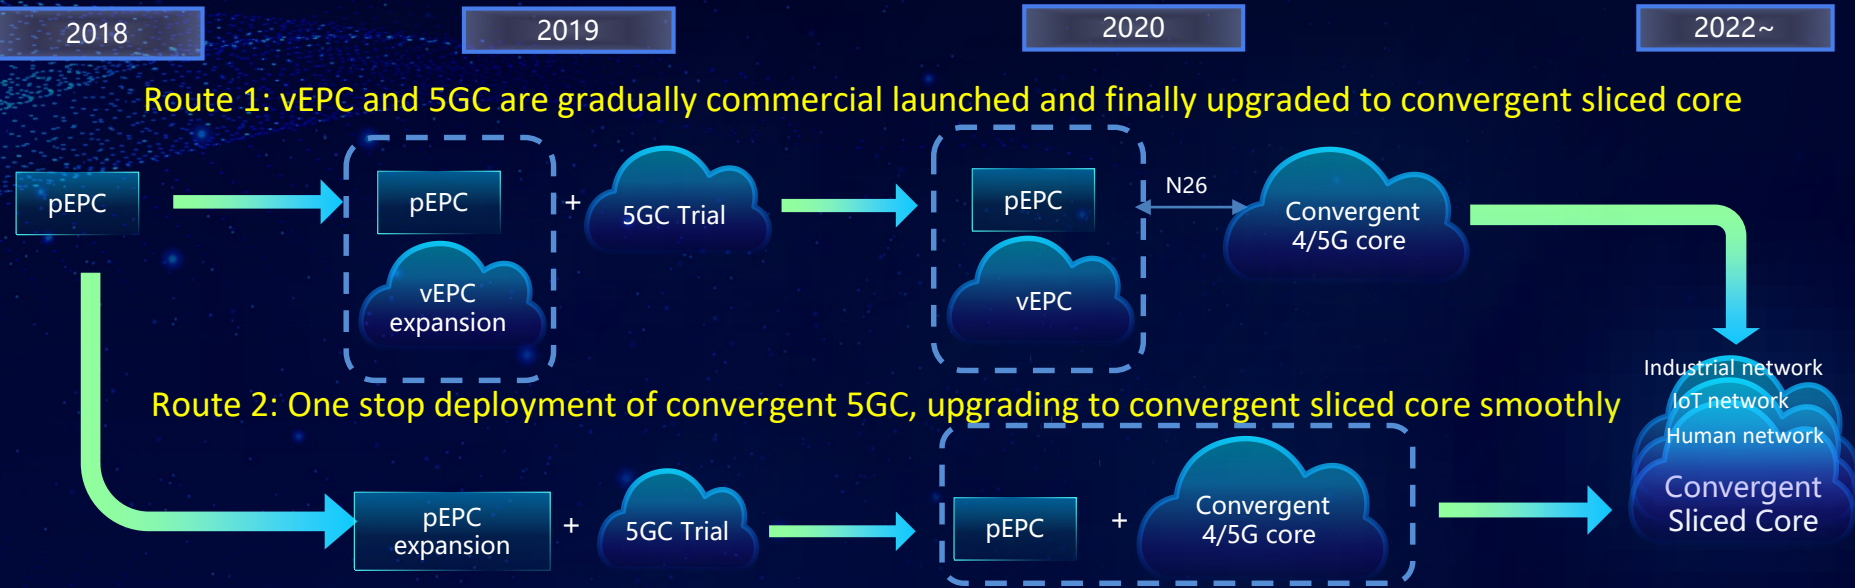 2018
2019
2020
2022~
Route 1: vEPC and 5GC are gradually commercial launched and finally upgraded to convergent sliced core
pEPC
pEPC
+
5GC Trial
vEPC
expansion
pEPC
vEPC
N26
Convergent
4/5G core
Industrial network
IoT network
Human network
Convergent
Sliced Core
Route 2: One stop deployment of convergent 5GC, upgrading to convergent sliced core smoothly
pEPC
expansion
+
5GC Trial
pEPC
+
Convergent
4/5G core